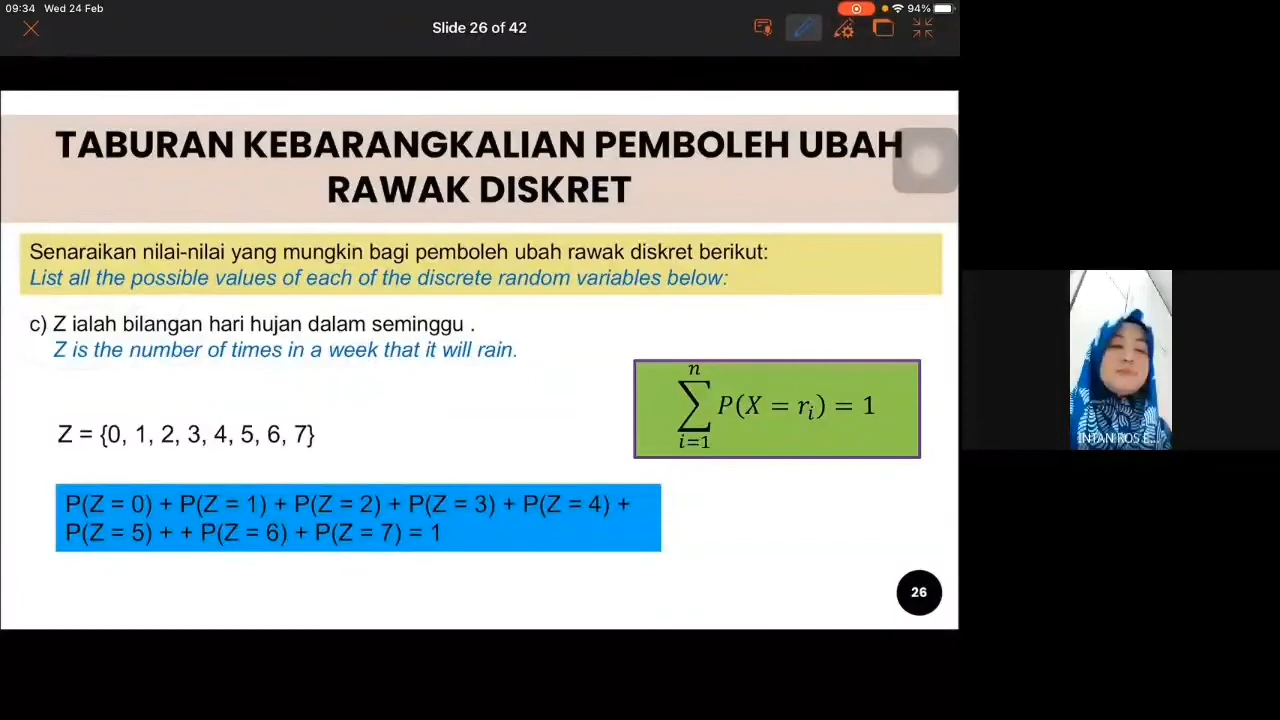 09:34 Wed 24 Feb
94%
Slide 26 of 42
TABURAN KEBARANGKALIAN PEMBOLEH UBAH
RAWAK DISKRET
Senaraikan nilai-nilai yang mungkin bagi pemboleh ubah rawak diskret berikut:
List all the possible values of each of the discrete random variables below:
c) Z ialah bilangan hari hujan dalam seminggu .
Z is the number of times in a week that it will rain.
n
∑ P(X = rᵢ) = 1
i=1
Z = {0, 1, 2, 3, 4, 5, 6, 7}
P(Z = 0) + P(Z = 1) + P(Z = 2) + P(Z = 3) + P(Z = 4) +
P(Z = 5) + + P(Z = 6) + P(Z = 7) = 1
26
INTAN ROS E...